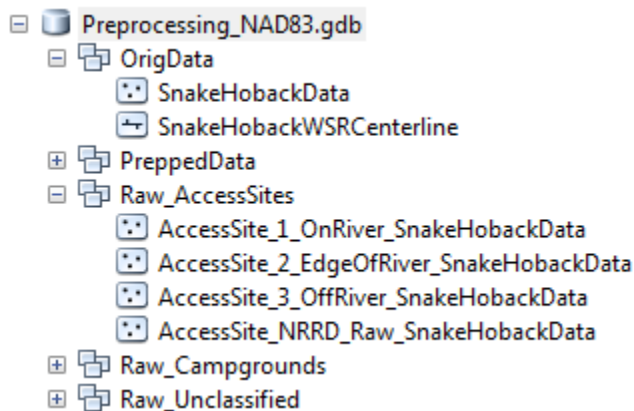 Preprocessing_NAD83.gdb
OrigData
SnakeHobackData
SnakeHobackWSRCenterline
PreppedData
Raw_AccessSites
AccessSite_1_OnRiver_SnakeHobackData
AccessSite_2_EdgeOfRiver_SnakeHobackData
AccessSite_3_OffRiver_SnakeHobackData
AccessSite_NRRD_Raw_SnakeHobackData
Raw_Campgrounds
Raw_Unclassified